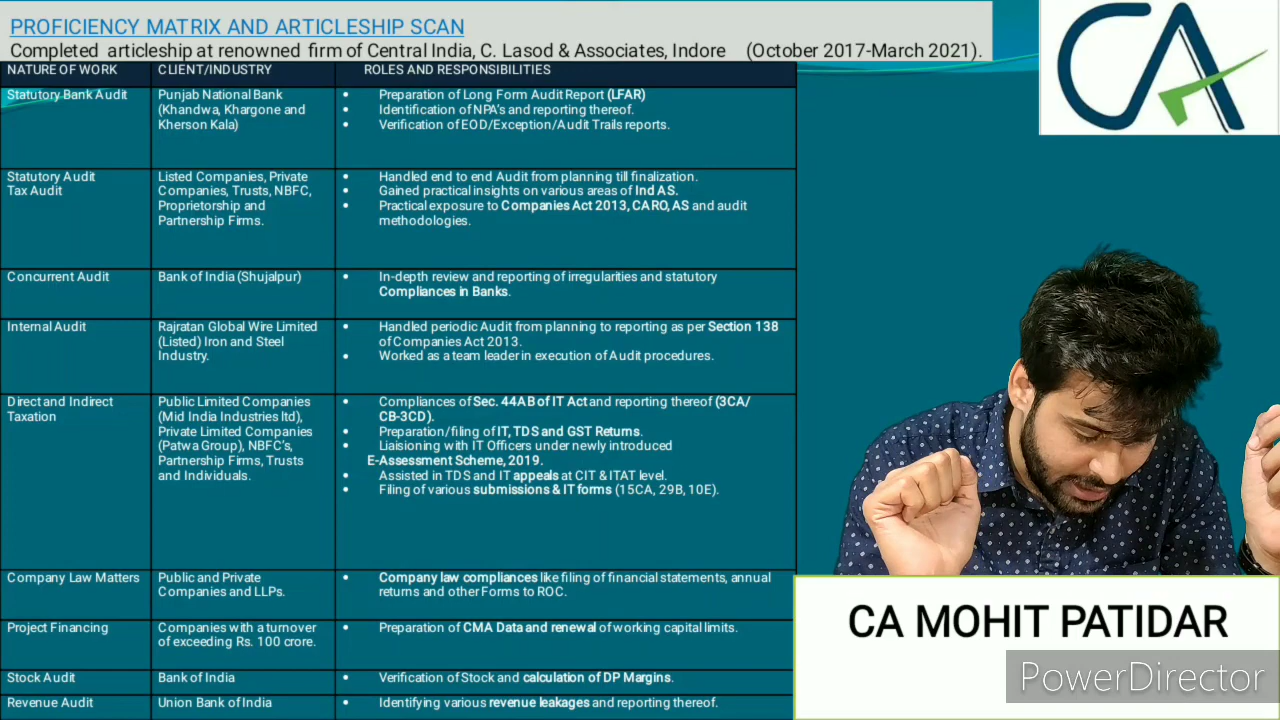 PROFICIENCY MATRIX AND ARTICLESHIP SCAN
Completed articleship at renowned firm of Central India, C. Lasod & Associates, Indore (October 2017-March 2021).
CA
NATURE OF WORK CLIENT/INDUSTRY ROLES AND RESPONSIBILITIES
Statutory Bank Audit
Punjab National Bank
(Khandwa, Khargone and
Kherson Kala)
• Preparation of Long Form Audit Report (LFAR)
• Identification of NPA's and reporting thereof.
• Verification of EOD/Exception/Audit Trails reports.
Statutory Audit
Tax Audit
Listed Companies, Private
Companies, Trusts, NBFC,
Proprietorship and
Partnership Firms.
• Handled end to end Audit from planning till finalization.
• Gained practical insights on various areas of Ind AS.
• Practical exposure to Companies Act 2013, CARO, AS and audit
methodologies.
Concurrent Audit
Bank of India (Shujalpur)
• In-depth review and reporting of irregularities and statutory
Compliances in Banks.
Internal Audit
Rajratan Global Wire Limited
(Listed) Iron and Steel
Industry.
• Handled periodic Audit from planning to reporting as per Section 138
of Companies Act 2013.
• Worked as a team leader in execution of Audit procedures.
Direct and Indirect
Taxation
Public Limited Companies
(Mid India Industries ltd),
Private Limited Companies
(Patwa Group), NBFC's,
Partnership Firms, Trusts
and Individuals.
• Compliances of Sec. 44AB of IT Act and reporting thereof (3CA/
CB-3CD).
• Preparation/filing of IT, TDS and GST Returns.
• Liaisioning with IT Officers under newly introduced
E-Assessment Scheme, 2019.
• Assisted in TDS and IT appeals at CIT & ITAT level.
• Filing of various submissions & IT forms (15CA, 29B, 10E).
Company Law Matters
Public and Private
Companies and LLPs.
• Company law compliances like filing of financial statements, annual
returns and other Forms to ROC.
Project Financing
Companies with a turnover
of exceeding Rs. 100 crore.
• Preparation of CMA Data and renewal of working capital limits.
Stock Audit
Bank of India
• Verification of Stock and calculation of DP Margins.
Revenue Audit
Union Bank of India
• Identifying various revenue leakages and reporting thereof.
CA MOHIT PATIDAR
PowerDirector